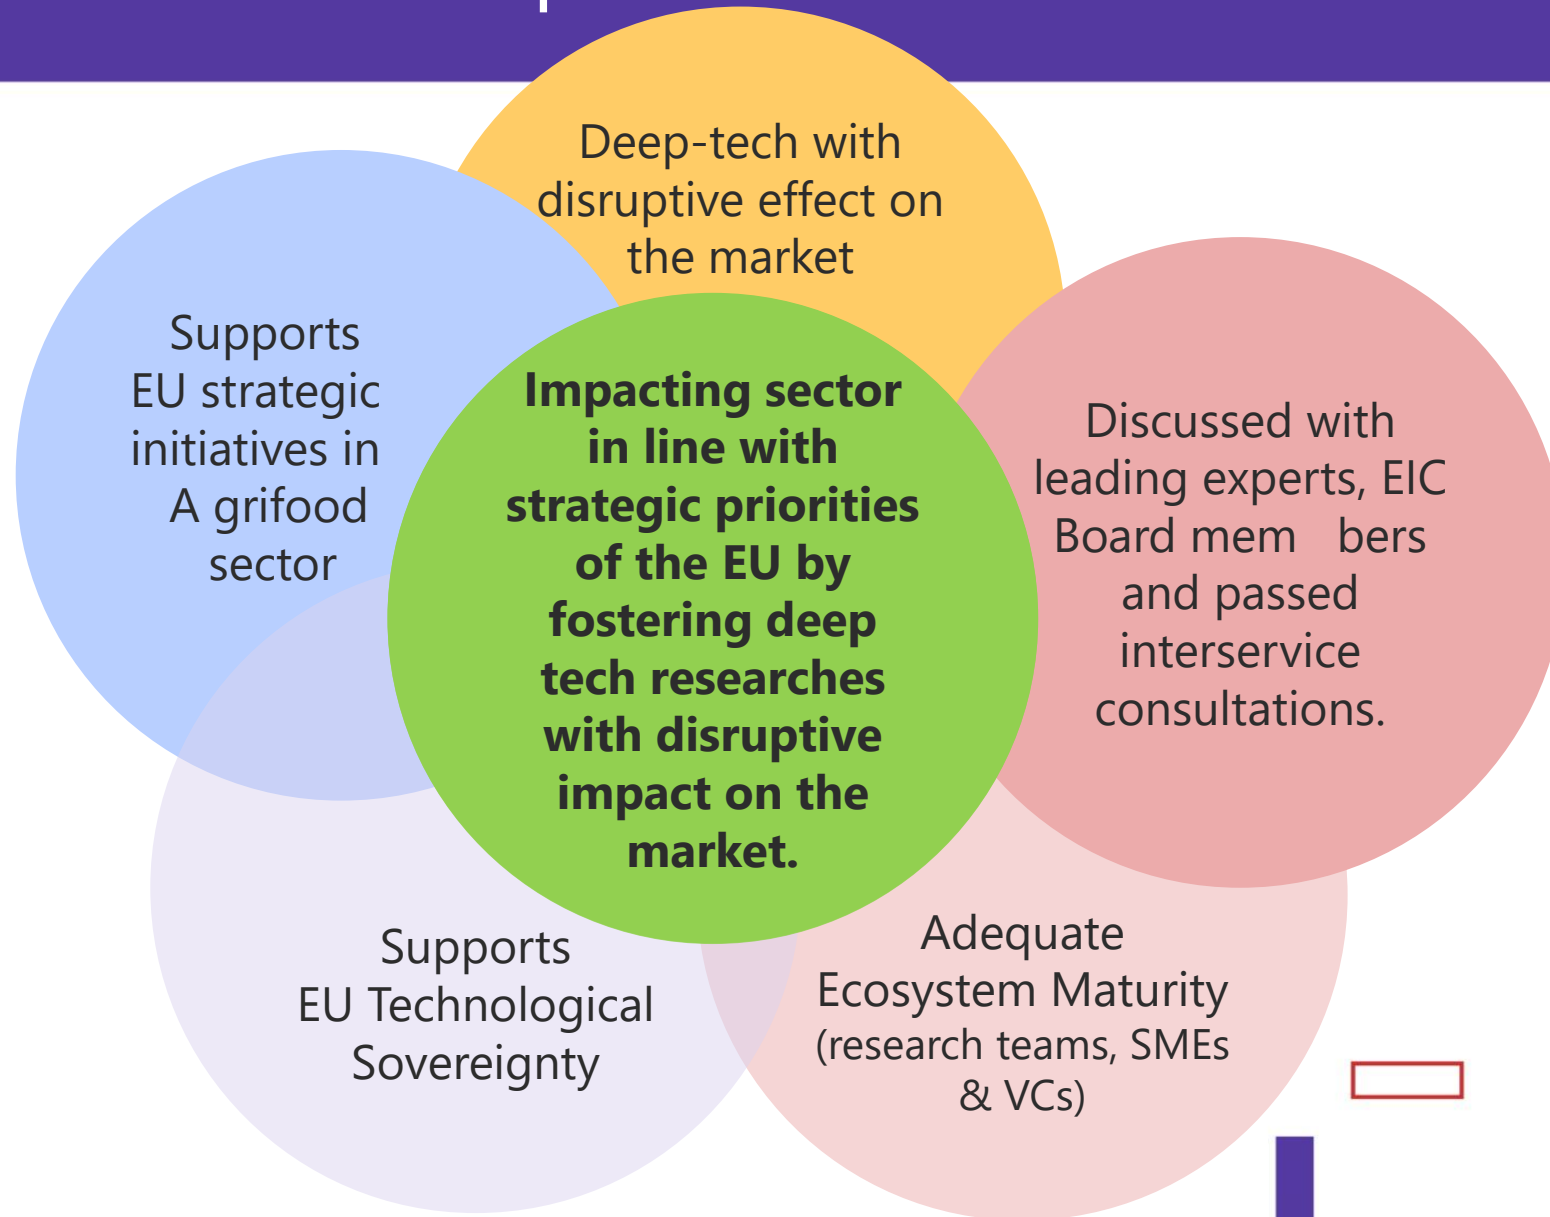 Deep-tech with
disruptive effect on
the market
Supports
EU strategic
initiatives in
A grifood
sector
Impacting sector
in line with
strategic priorities
of the EU by
fostering deep
tech researches
with disruptive
impact on the
market.
Discussed with
leading experts, EIC
Board mem bers
and passed
interservice
consultations.
Supports
EU Technological
Sovereignty
Adequate
Ecosystem Maturity
(research teams, SMEs
& VCs)